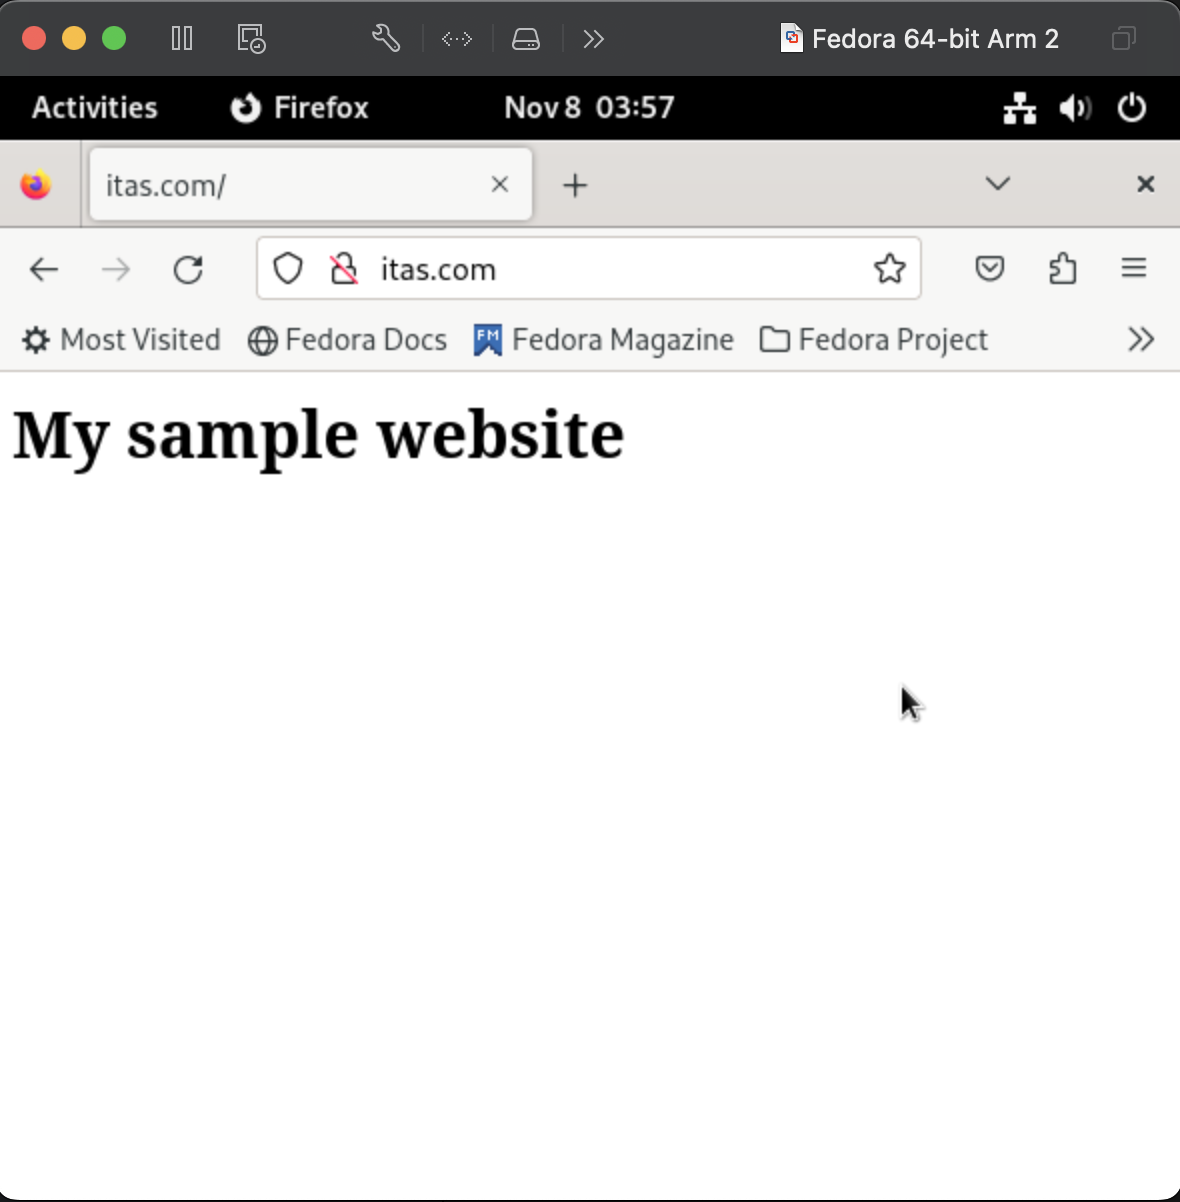 Fedora 64-bit Arm 2
Activities Firefox Nov 8 03:57
itas.com/
itas.com
Most Visited Fedora Docs FM Fedora Magazine Fedora Project
My sample website